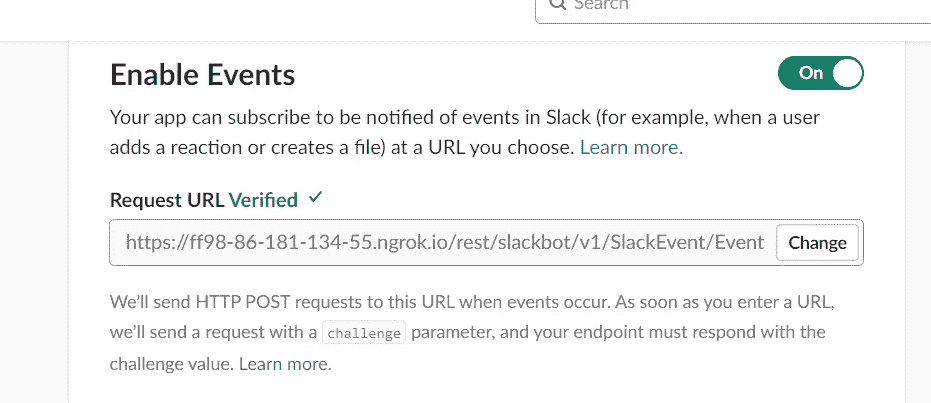 Search
Enable Events
On
Your app can subscribe to be notified of events in Slack (for example, when a user
adds a reaction or creates a file) at a URL you choose. Learn more.
Request URL Verified ✓
https://ff98-86-181-134-55.ngrok.io/rest/slackbot/v1/SlackEvent/Event
Change
We'll send HTTP POST requests to this URL when events occur. As soon as you enter a URL,
we'll send a request with a challenge parameter, and your endpoint must respond with the
challenge value. Learn more.